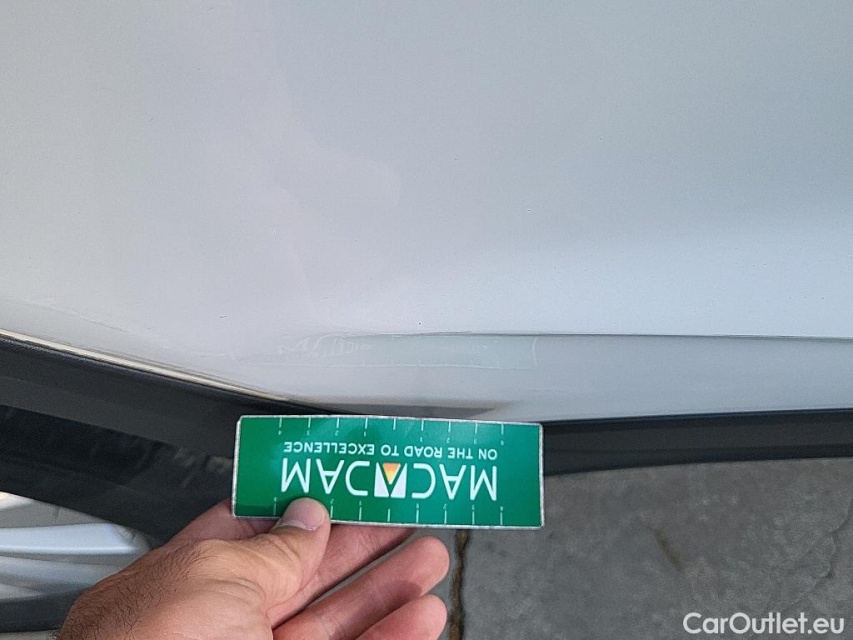 MACADAM
ON THE ROAD TO EXCELLENCE
CarOutlet.eu